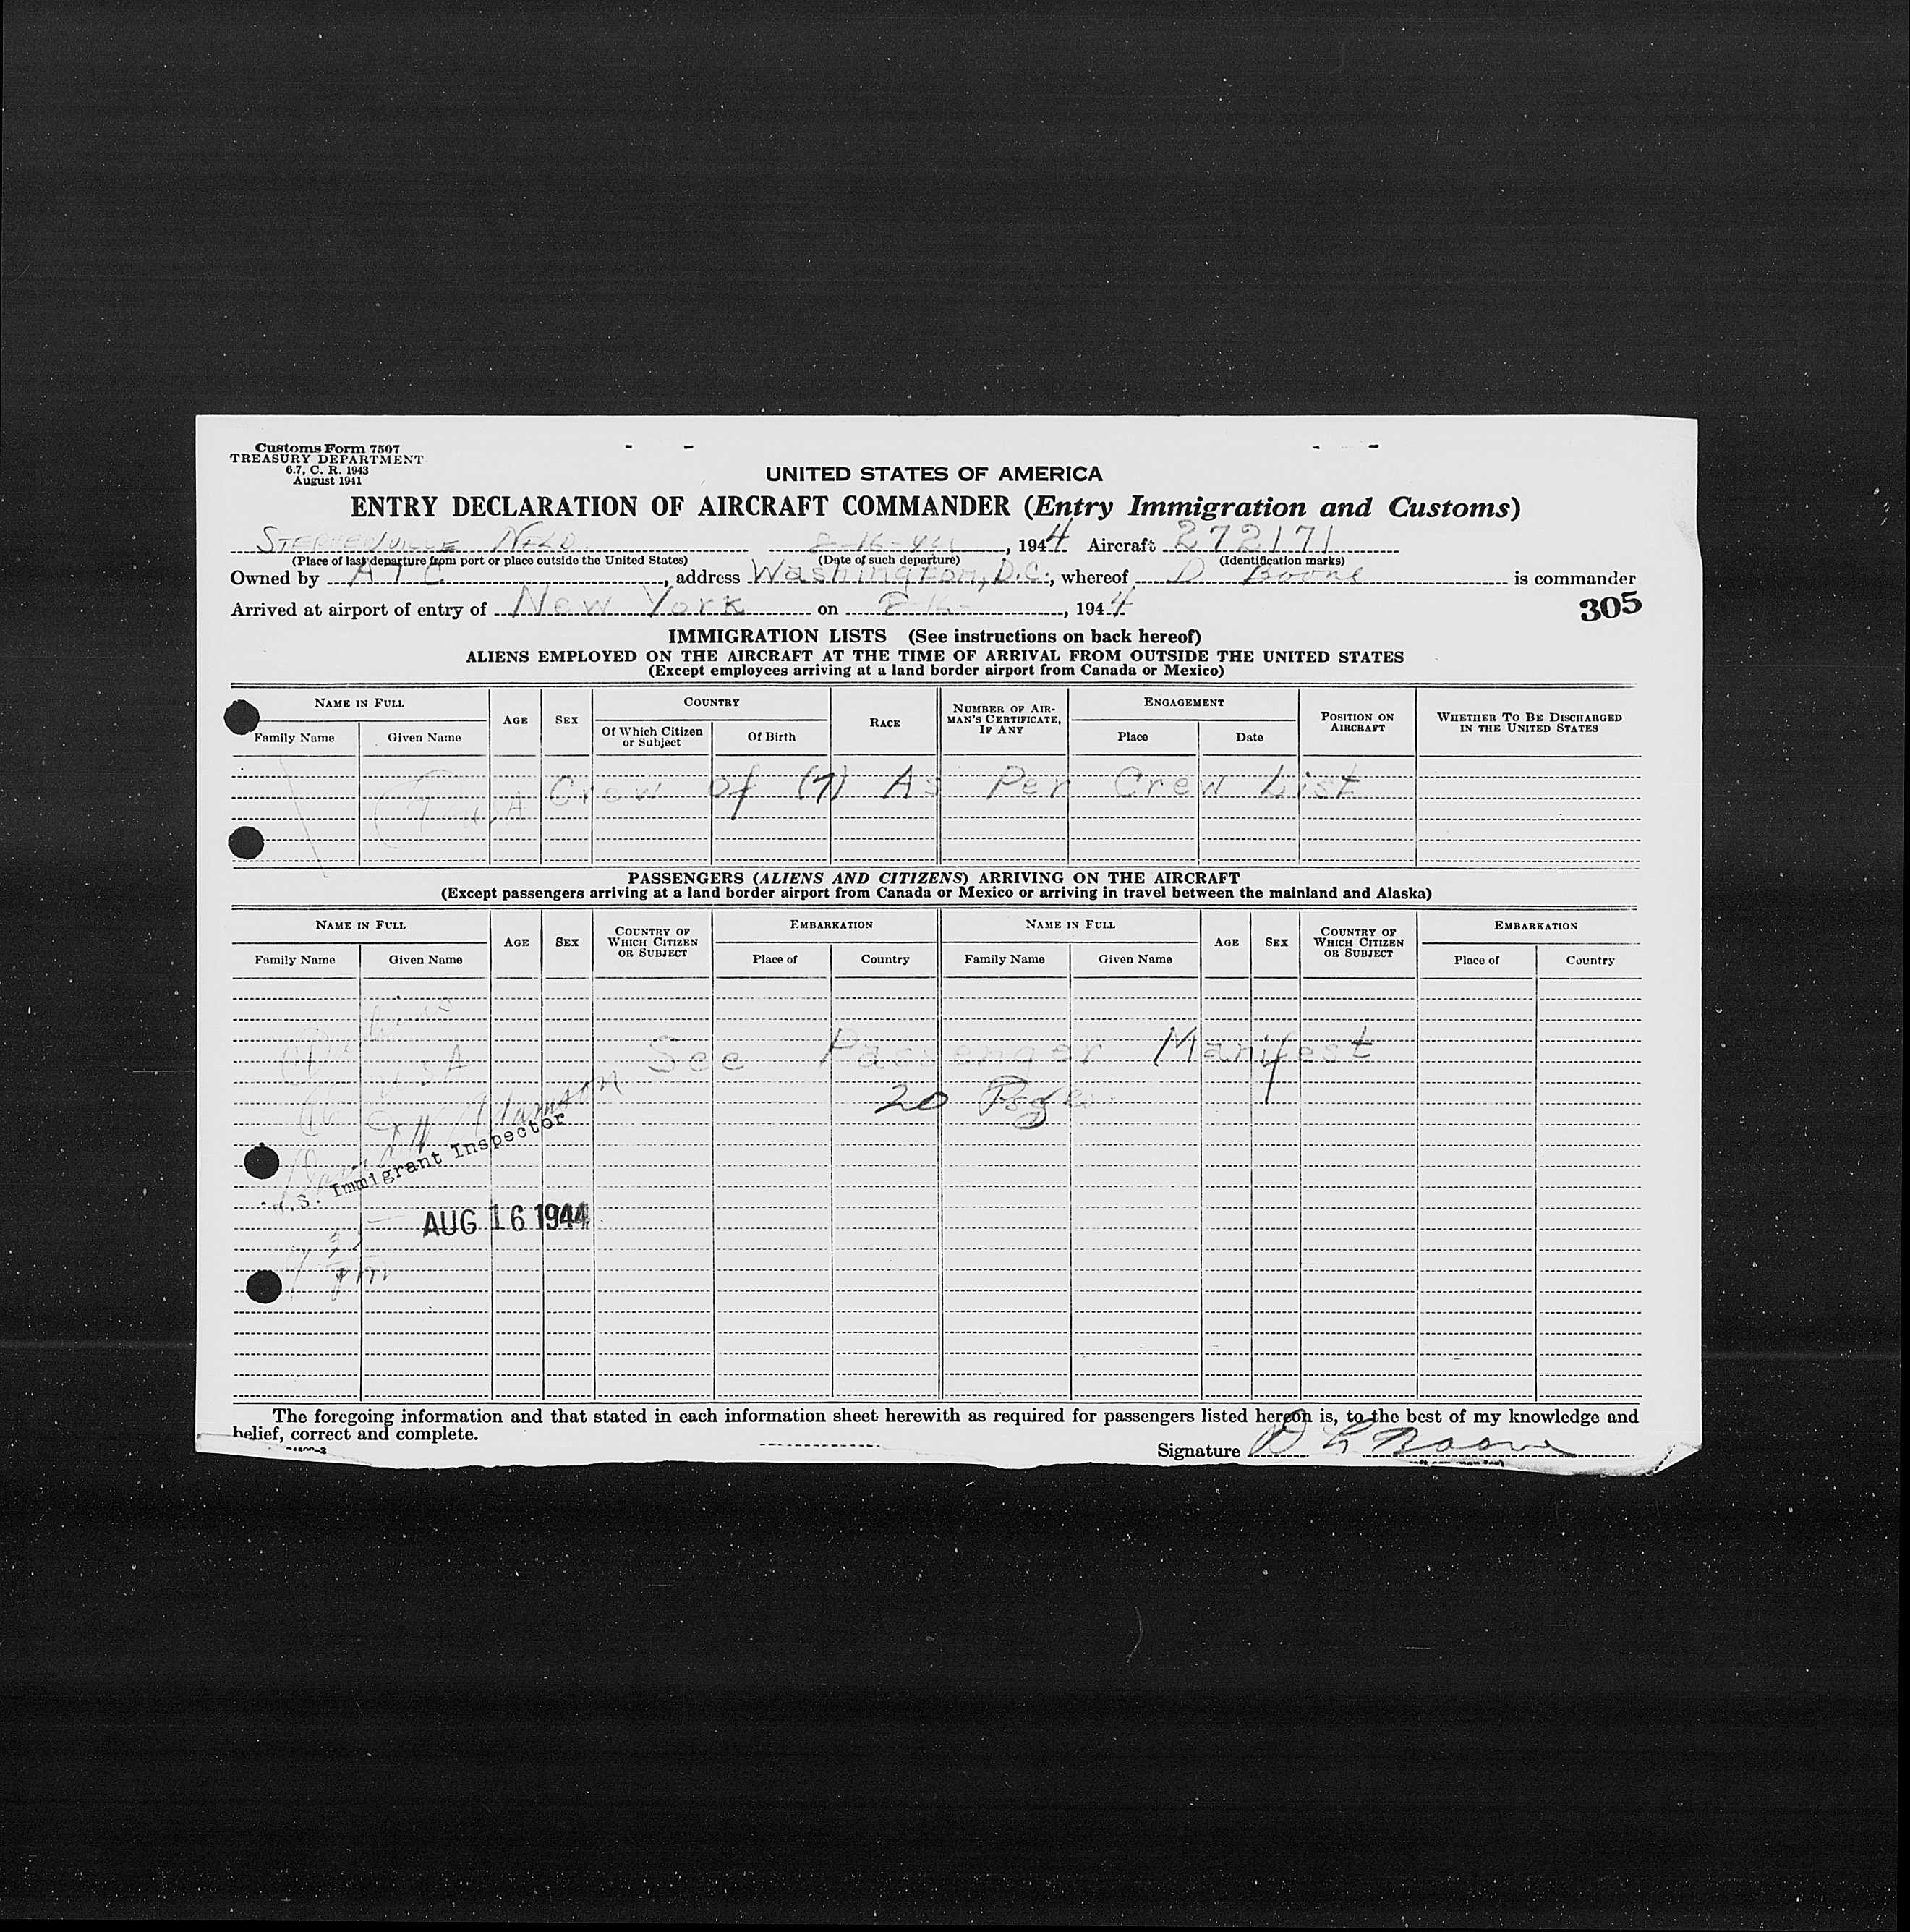 Customs Form 7507
TREASURY DEPARTMENT
6.7, C. R. 1943
August 1941
UNITED STATES OF AMERICA
ENTRY DECLARATION OF AIRCRAFT COMMANDER (Entry Immigration and Customs)
STEPHENVILLE NFLD 8-16-44, 1944 Aircraft 272171
(Place of last departure from port or place outside the United States) (Date of such departure) (Identification marks)
Owned by ATC, address Washington, D.C., whereof D Boone is commander
Arrived at airport of entry of New York on 8-16-, 1944
305
IMMIGRATION LISTS (See instructions on back hereof)
ALIENS EMPLOYED ON THE AIRCRAFT AT THE TIME OF ARRIVAL FROM OUTSIDE THE UNITED STATES
(Except employees arriving at a land border airport from Canada or Mexico)
NAME IN FULL AGE SEX COUNTRY RACE NUMBER OF AIRMAN'S CERTIFICATE, IF ANY ENGAGEMENT POSITION ON AIRCRAFT WHETHER TO BE DISCHARGED IN THE UNITED STATES
Family Name Given Name Of Which Citizen or Subject Of Birth Place Date
Crew of (7) As Per Crew List
PASSENGERS (ALIENS AND CITIZENS) ARRIVING ON THE AIRCRAFT
(Except passengers arriving at a land border airport from Canada or Mexico or arriving in travel between the mainland and Alaska)
NAME IN FULL AGE SEX COUNTRY OF WHICH CITIZEN OR SUBJECT EMBARKATION NAME IN FULL AGE SEX COUNTRY OF WHICH CITIZEN OR SUBJECT EMBARKATION
Family Name Given Name Place of Country Family Name Given Name Place of Country
See Passenger Manifest
USA
20 Psgrs
Adamson
U.S. Immigrant Inspector
AUG 16 1944
pm
The foregoing information and that stated in each information sheet herewith as required for passengers listed hereon is, to the best of my knowledge and
belief, correct and complete.
Signature D L Boone